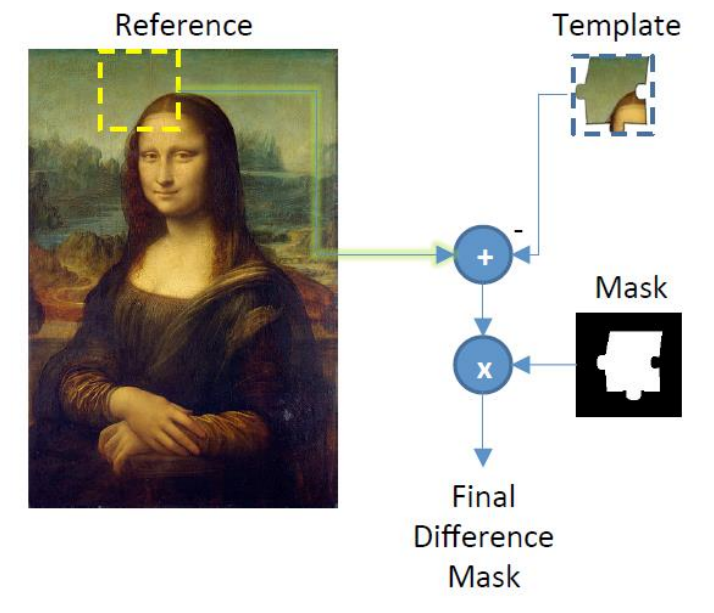 Reference
Template
-
+
Mask
x
Final
Difference
Mask